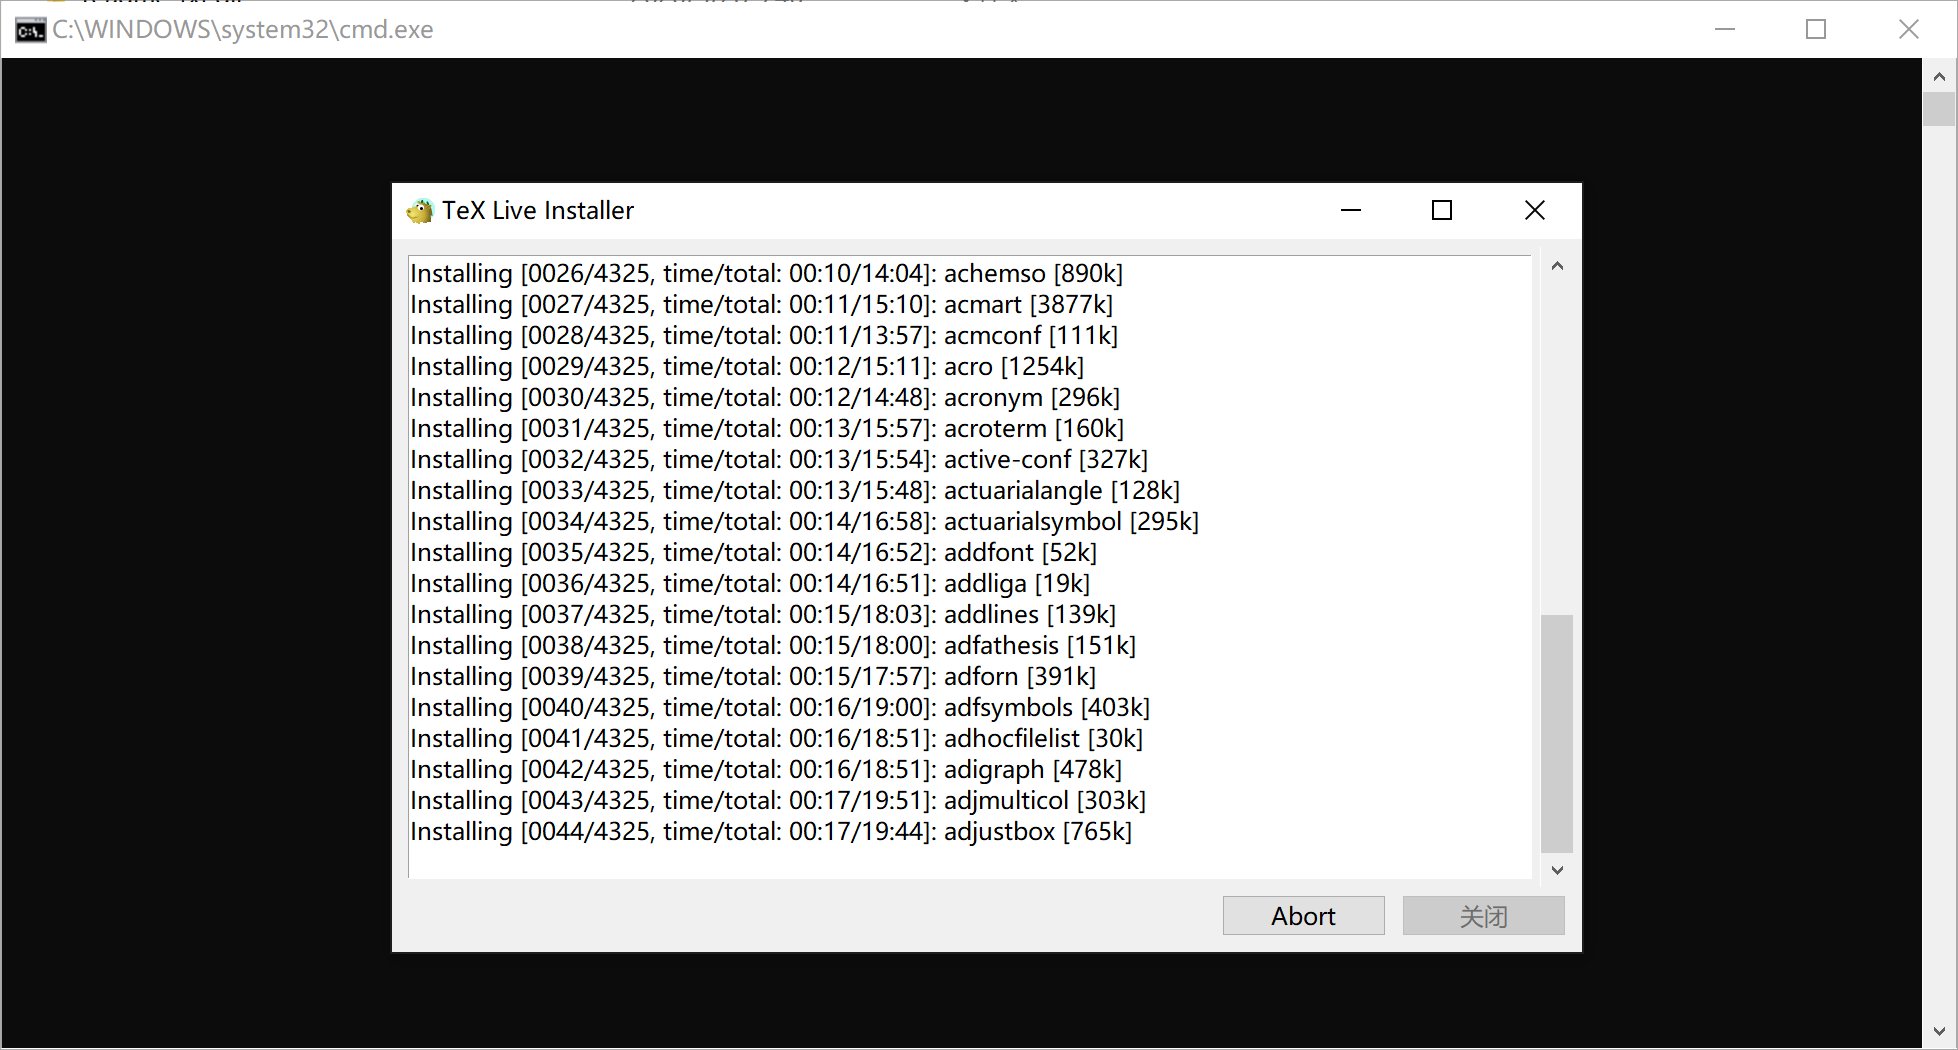 C:\WINDOWS\system32\cmd.exe
TeX Live Installer
Installing [0026/4325, time/total: 00:10/14:04]: achemso [890k]
Installing [0027/4325, time/total: 00:11/15:10]: acmart [3877k]
Installing [0028/4325, time/total: 00:11/13:57]: acmconf [111k]
Installing [0029/4325, time/total: 00:12/15:11]: acro [1254k]
Installing [0030/4325, time/total: 00:12/14:48]: acronym [296k]
Installing [0031/4325, time/total: 00:13/15:57]: acroterm [160k]
Installing [0032/4325, time/total: 00:13/15:54]: active-conf [327k]
Installing [0033/4325, time/total: 00:13/15:48]: actuarialangle [128k]
Installing [0034/4325, time/total: 00:14/16:58]: actuarialsymbol [295k]
Installing [0035/4325, time/total: 00:14/16:52]: addfont [52k]
Installing [0036/4325, time/total: 00:14/16:51]: addliga [19k]
Installing [0037/4325, time/total: 00:15/18:03]: addlines [139k]
Installing [0038/4325, time/total: 00:15/18:00]: adfathesis [151k]
Installing [0039/4325, time/total: 00:15/17:57]: adforn [391k]
Installing [0040/4325, time/total: 00:16/19:00]: adfsymbols [403k]
Installing [0041/4325, time/total: 00:16/18:51]: adhocfilelist [30k]
Installing [0042/4325, time/total: 00:16/18:51]: adigraph [478k]
Installing [0043/4325, time/total: 00:17/19:51]: adjmulticol [303k]
Installing [0044/4325, time/total: 00:17/19:44]: adjustbox [765k]
Abort
关闭